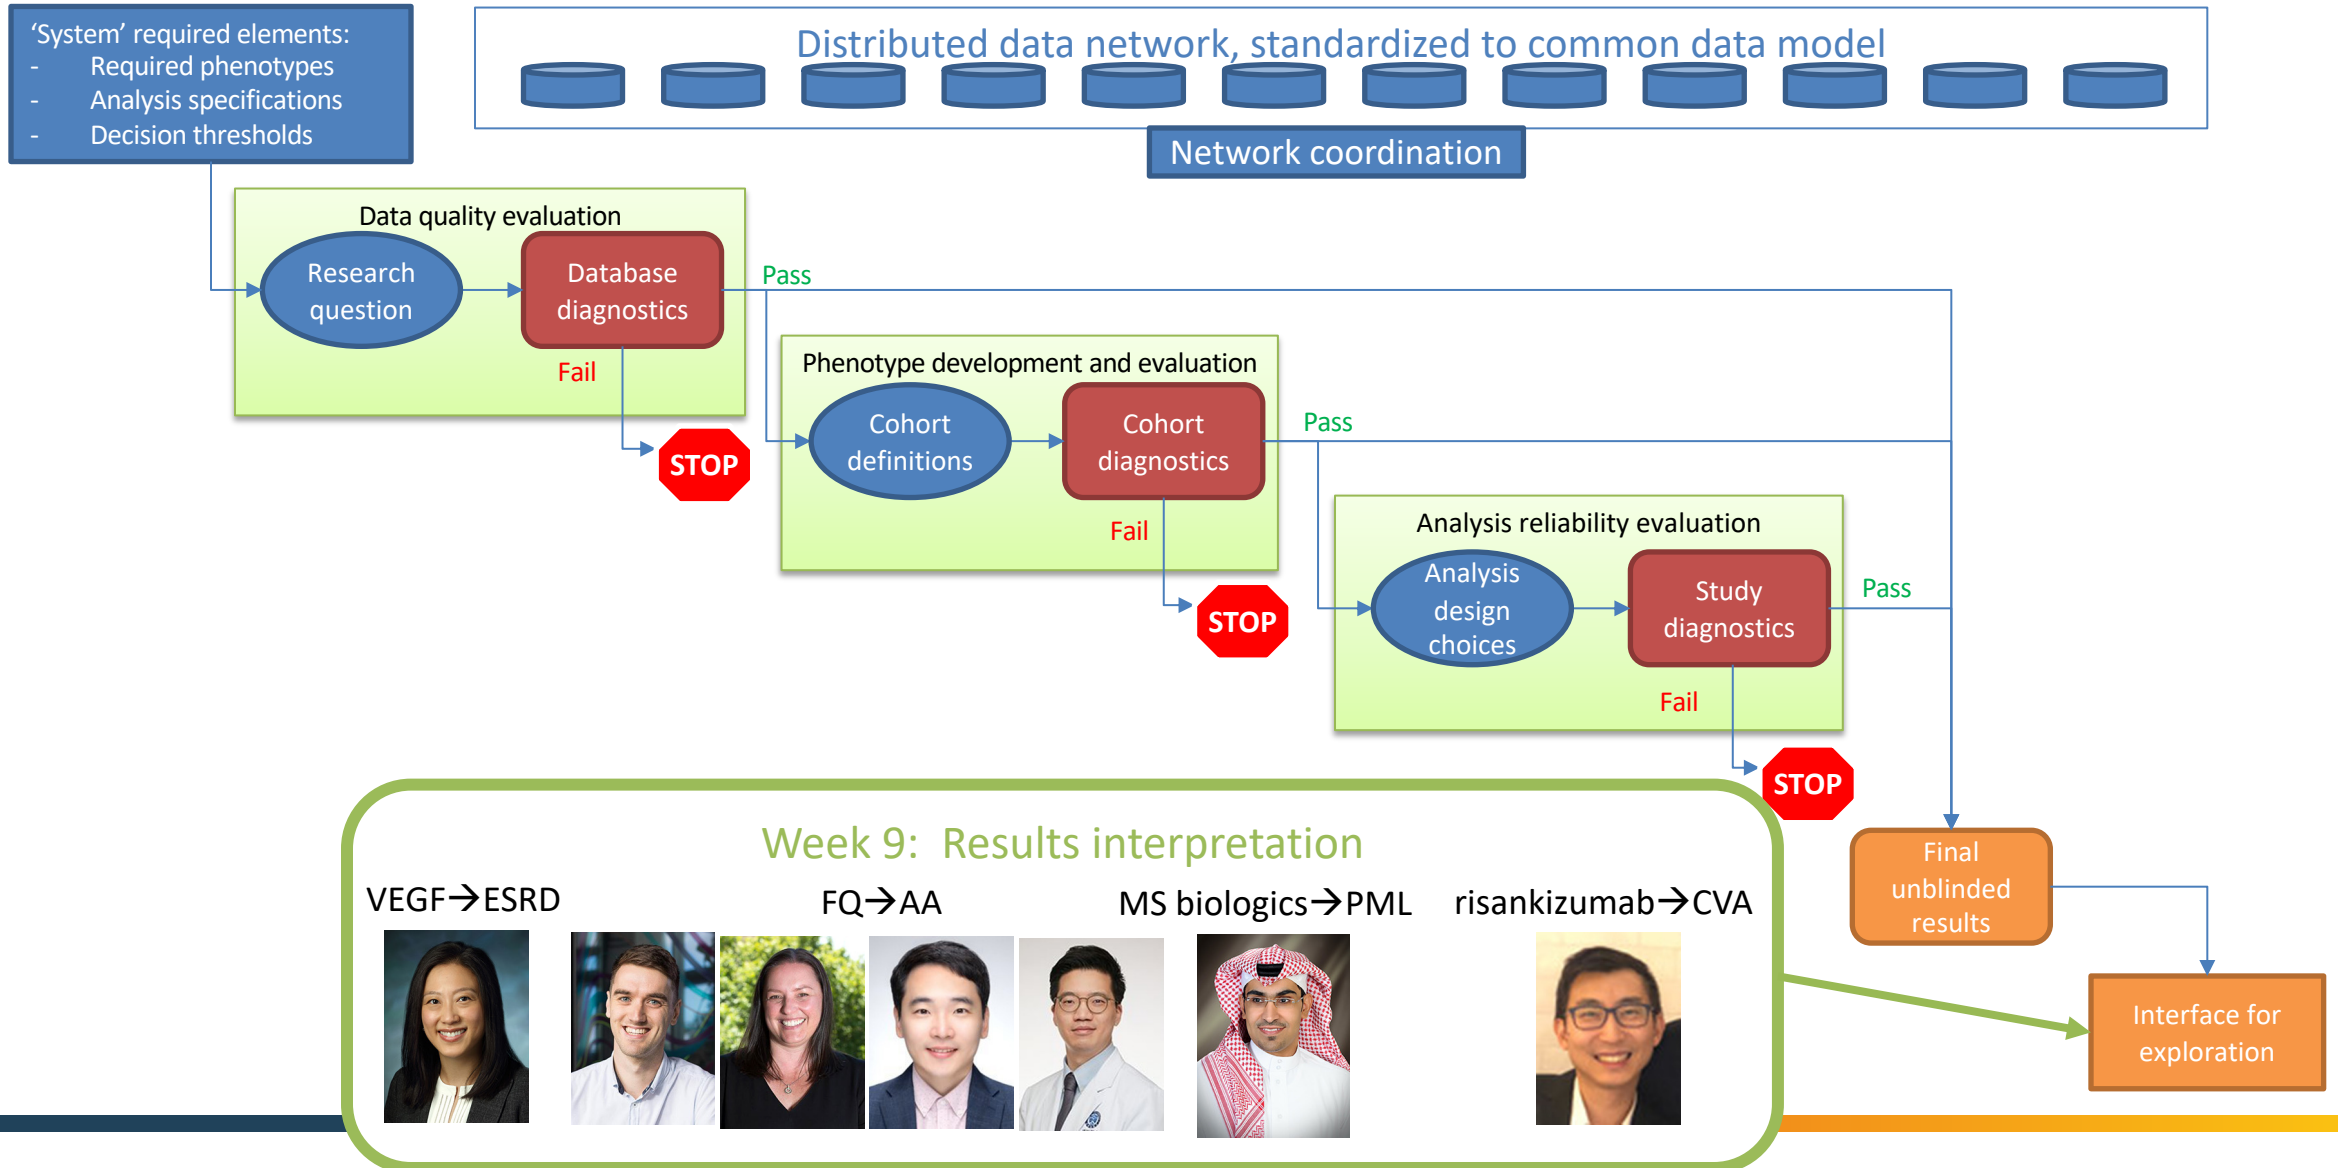 ‘System’ required elements:
- Required phenotypes
- Analysis specifications
- Decision thresholds
Distributed data network, standardized to common data model
Network coordination
Data quality evaluation
Research
question
Database
diagnostics
Pass
Fail
STOP
Phenotype development and evaluation
Cohort
definitions
Cohort
diagnostics
Pass
Fail
STOP
Analysis reliability evaluation
Analysis
design
choices
Study
diagnostics
Pass
Fail
STOP
Final
unblinded
results
Interface for
exploration
Week 9: Results interpretation
VEGF→ESRD
FQ→AA
MS biologics→PML
risankizumab→CVA